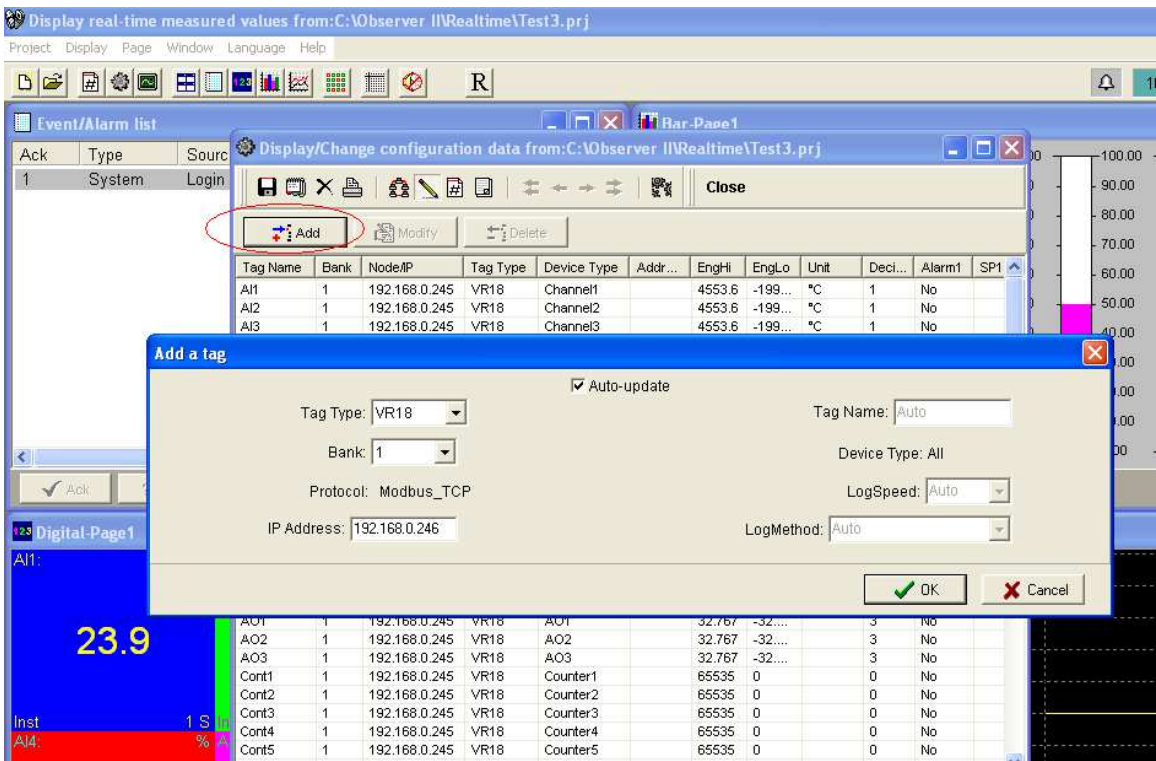 Display real-time measured values from:C:\Observer II\Realtime\Test3.prj
Project Display Page Window Language Help
R
Event/Alarm list
Bar-Page1
Ack Type Sourc
1 System Login
Display/Change configuration data from:C:\Observer II\Realtime\Test3.prj
Close
Add Modify Delete
Tag Name Bank Node/IP Tag Type Device Type Addr... EngHi EngLo Unit Deci... Alarm1 SP1
AI1 1 192.168.0.245 VR18 Channel1 4553.6 -199... °C 1 No
AI2 1 192.168.0.245 VR18 Channel2 4553.6 -199... °C 1 No
AI3 1 192.168.0.245 VR18 Channel3 4553.6 -199... °C 1 No
100.00
90.00
80.00
70.00
60.00
50.00
40.00
Add a tag
Auto-update
Tag Type: VR18
Tag Name: Auto
Bank: 1
Device Type: All
Protocol: Modbus_TCP
LogSpeed: Auto
IP Address: 192.168.0.246
LogMethod: Auto
OK Cancel
Ack
123 Digital-Page1
AI1:
23.9
Inst 1 S
AI4: %
AO1 1 192.168.0.245 VR18 AO1 32.767 -32.... 3 No
AO2 1 192.168.0.245 VR18 AO2 32.767 -32.... 3 No
AO3 1 192.168.0.245 VR18 AO3 32.767 -32.... 3 No
Cont1 1 192.168.0.245 VR18 Counter1 65535 0 0 No
Cont2 1 192.168.0.245 VR18 Counter2 65535 0 0 No
Cont3 1 192.168.0.245 VR18 Counter3 65535 0 0 No
Cont4 1 192.168.0.245 VR18 Counter4 65535 0 0 No
Cont5 1 192.168.0.245 VR18 Counter5 65535 0 0 No